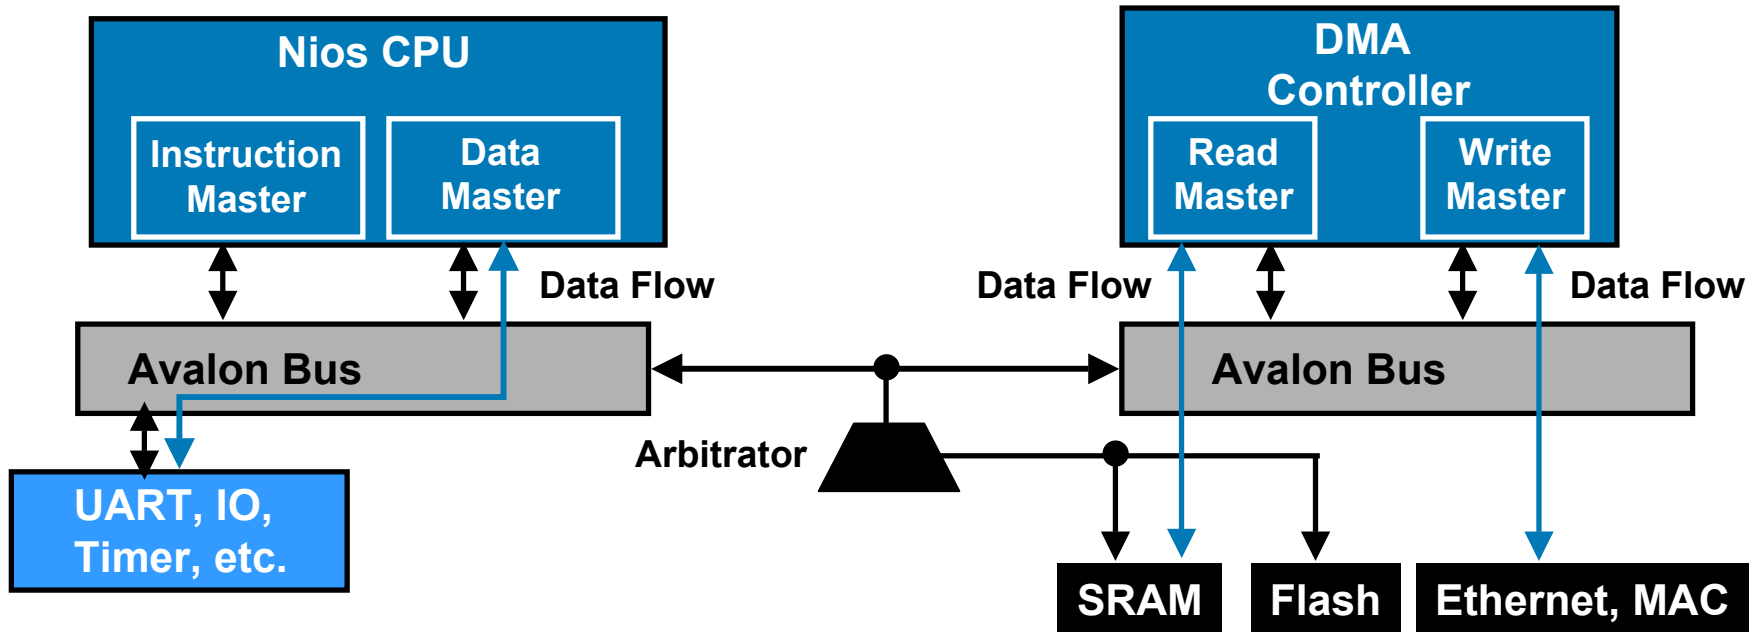 Nios CPU
Instruction
Master
Data
Master
DMA
Controller
Read
Master
Write
Master
Data Flow
Data Flow
Data Flow
Avalon Bus
Avalon Bus
Arbitrator
UART, IO,
Timer, etc.
SRAM
Flash
Ethernet, MAC